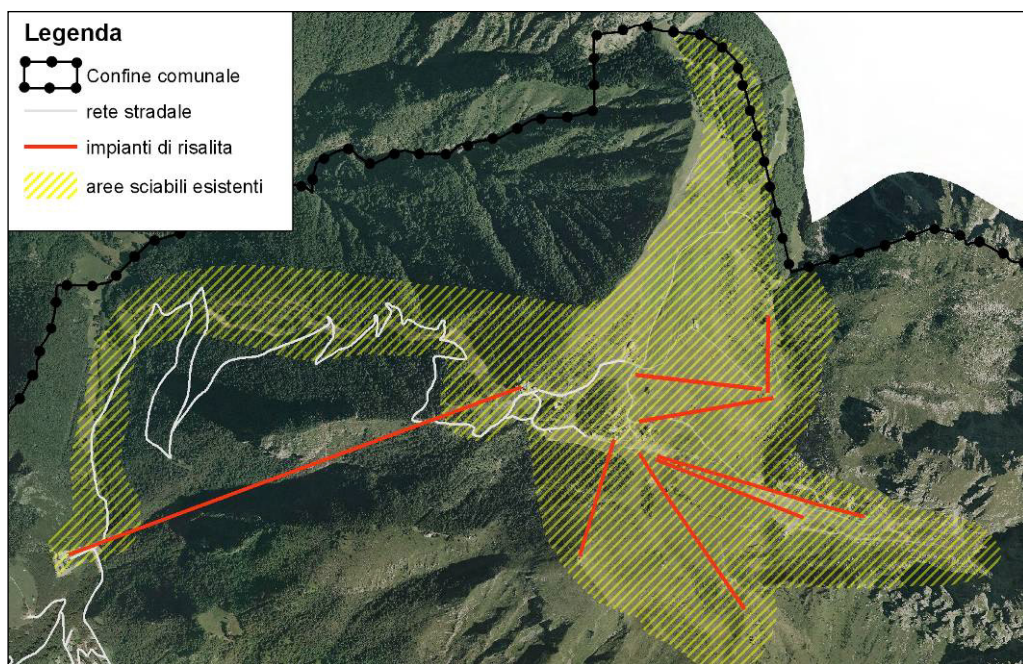 Legenda
Confine comunale
rete stradale
impianti di risalita
aree sciabili esistenti